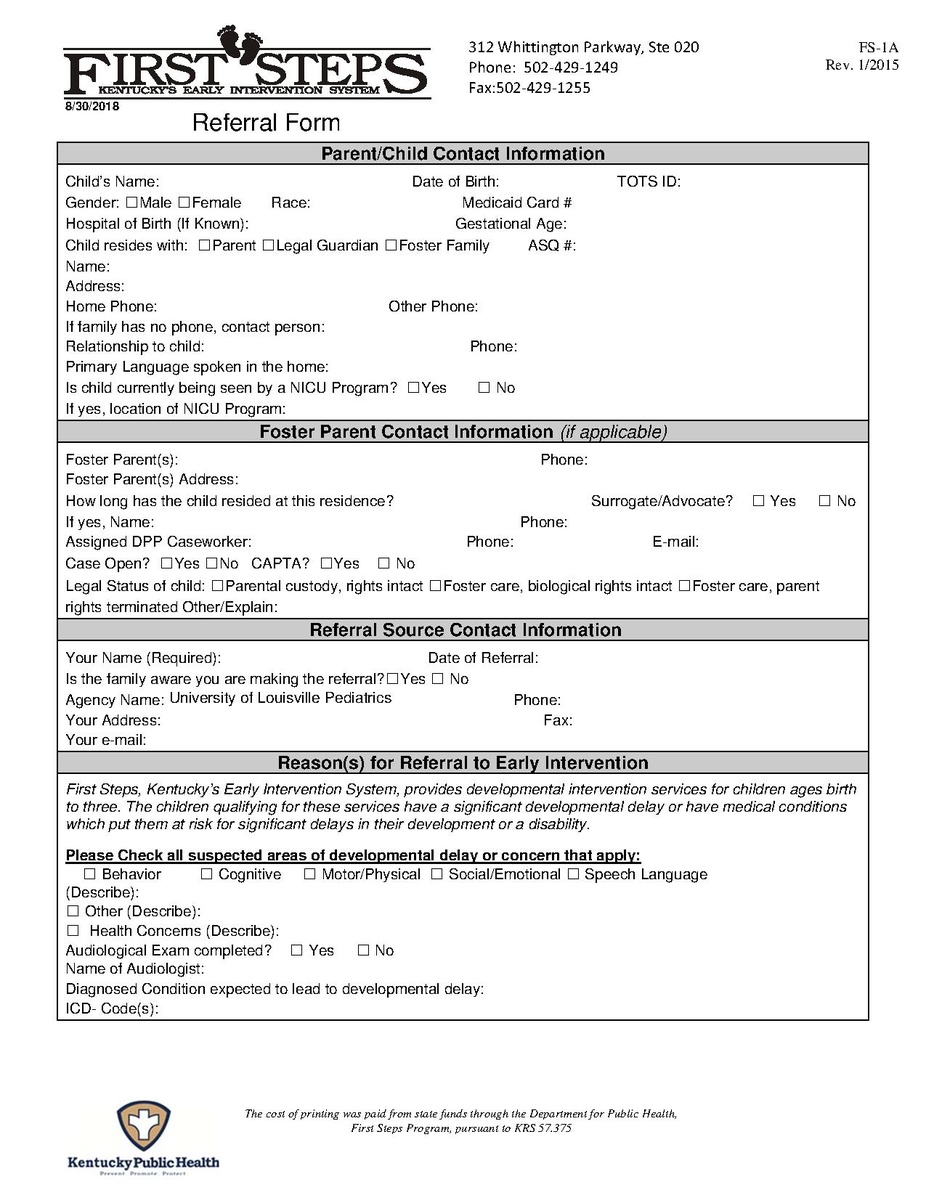 FIRST STEPS
KENTUCKY'S EARLY INTERVENTION SYSTEM
8/30/2018
312 Whittington Parkway, Ste 020
Phone: 502-429-1249
Fax:502-429-1255
FS-1A
Rev. 1/2015
Referral Form
Parent/Child Contact Information
Child's Name: Date of Birth: TOTS ID:
Gender: ☐Male ☐Female Race: Medicaid Card #
Hospital of Birth (If Known): Gestational Age:
Child resides with: ☐Parent ☐Legal Guardian ☐Foster Family ASQ #:
Name:
Address:
Home Phone: Other Phone:
If family has no phone, contact person:
Relationship to child: Phone:
Primary Language spoken in the home:
Is child currently being seen by a NICU Program? ☐Yes ☐ No
If yes, location of NICU Program:
Foster Parent Contact Information (if applicable)
Foster Parent(s): Phone:
Foster Parent(s) Address:
How long has the child resided at this residence? Surrogate/Advocate? ☐ Yes ☐ No
If yes, Name: Phone:
Assigned DPP Caseworker: Phone: E-mail:
Case Open? ☐Yes ☐No CAPTA? ☐Yes ☐ No
Legal Status of child: ☐Parental custody, rights intact ☐Foster care, biological rights intact ☐Foster care, parent
rights terminated Other/Explain:
Referral Source Contact Information
Your Name (Required): Date of Referral:
Is the family aware you are making the referral?☐Yes ☐ No
Agency Name: University of Louisville Pediatrics Phone:
Your Address: Fax:
Your e-mail:
Reason(s) for Referral to Early Intervention
First Steps, Kentucky's Early Intervention System, provides developmental intervention services for children ages birth
to three. The children qualifying for these services have a significant developmental delay or have medical conditions
which put them at risk for significant delays in their development or a disability.
Please Check all suspected areas of developmental delay or concern that apply:
☐ Behavior ☐ Cognitive ☐ Motor/Physical ☐ Social/Emotional ☐ Speech Language
(Describe):
☐ Other (Describe):
☐ Health Concerns (Describe):
Audiological Exam completed? ☐ Yes ☐ No
Name of Audiologist:
Diagnosed Condition expected to lead to developmental delay:
ICD- Code(s):
The cost of printing was paid from state funds through the Department for Public Health,
First Steps Program, pursuant to KRS 57.375
Kentucky Public Health
Prevent. Promote. Protect.